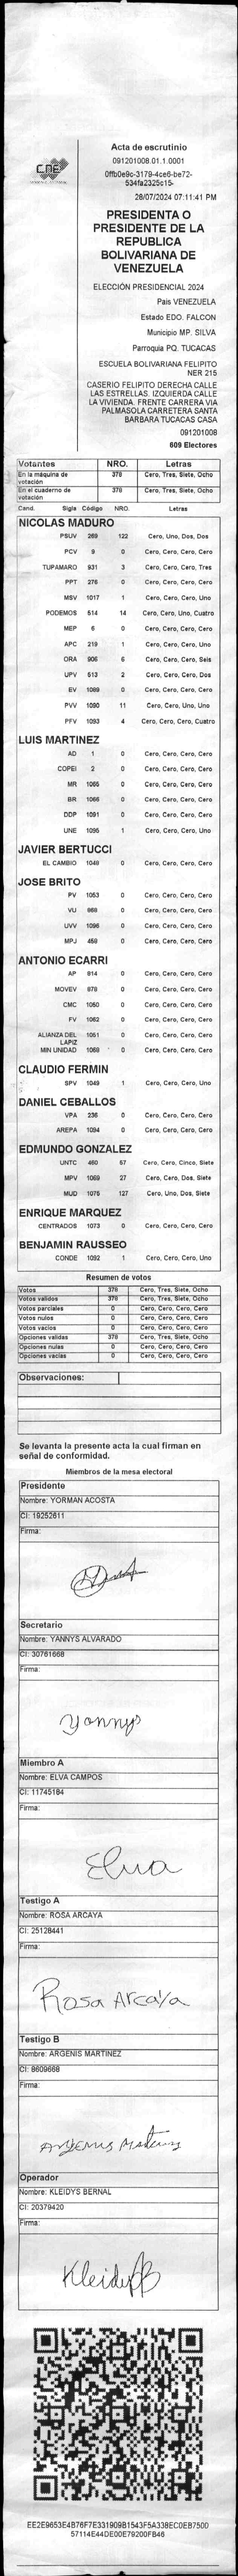 CNE
Acta de escrutinio
091201008.01.1.0001
0ffb0e9c-3179-4ce6-be72-
534fa2325c15-
28/07/2024 07:11:41 PM
PRESIDENTA O
PRESIDENTE DE LA
REPUBLICA
BOLIVARIANA DE
VENEZUELA
ELECCIÓN PRESIDENCIAL 2024
Pais VENEZUELA
Estado EDO. FALCON
Municipio MP. SILVA
Parroquia PQ. TUCACAS
ESCUELA BOLIVARIANA FELIPITO
NER 215
CASERIO FELIPITO DERECHA CALLE
LAS ESTRELLAS. IZQUIERDA CALLE
LA VIVIENDA. FRENTE CARRERA VIA
PALMASOLA CARRETERA SANTA
BARBARA TUCACAS CASA
091201008
609 Electores
Votantes NRO. Letras
En la máquina de votación 378 Cero, Tres, Siete, Ocho
En el cuaderno de votación 378 Cero, Tres, Siete, Ocho
Cand. Sigla Código NRO. Letras
NICOLAS MADURO
PSUV 269 122 Cero, Uno, Dos, Dos
PCV 9 0 Cero, Cero, Cero, Cero
TUPAMARO 931 3 Cero, Cero, Cero, Tres
PPT 276 0 Cero, Cero, Cero, Cero
MSV 1017 1 Cero, Cero, Cero, Uno
PODEMOS 514 14 Cero, Cero, Uno, Cuatro
MEP 6 0 Cero, Cero, Cero, Cero
APC 219 1 Cero, Cero, Cero, Uno
ORA 906 6 Cero, Cero, Cero, Seis
UPV 513 2 Cero, Cero, Cero, Dos
EV 1089 0 Cero, Cero, Cero, Cero
PVV 1090 11 Cero, Cero, Uno, Uno
PFV 1093 4 Cero, Cero, Cero, Cuatro
LUIS MARTINEZ
AD 1 0 Cero, Cero, Cero, Cero
COPEI 2 0 Cero, Cero, Cero, Cero
MR 1065 0 Cero, Cero, Cero, Cero
BR 1066 0 Cero, Cero, Cero, Cero
DDP 1091 0 Cero, Cero, Cero, Cero
UNE 1095 1 Cero, Cero, Cero, Uno
JAVIER BERTUCCI
EL CAMBIO 1048 0 Cero, Cero, Cero, Cero
JOSE BRITO
PV 1053 0 Cero, Cero, Cero, Cero
VU 868 0 Cero, Cero, Cero, Cero
UVV 1096 0 Cero, Cero, Cero, Cero
MPJ 458 0 Cero, Cero, Cero, Cero
ANTONIO ECARRI
AP 614 0 Cero, Cero, Cero, Cero
MOVEV 978 0 Cero, Cero, Cero, Cero
CMC 1050 0 Cero, Cero, Cero, Cero
FV 1062 0 Cero, Cero, Cero, Cero
ALIANZA DEL LAPIZ 1051 0 Cero, Cero, Cero, Cero
MIN UNIDAD 1068 0 Cero, Cero, Cero, Cero
CLAUDIO FERMIN
SPV 1049 1 Cero, Cero, Cero, Uno
DANIEL CEBALLOS
VPA 236 0 Cero, Cero, Cero, Cero
AREPA 1094 0 Cero, Cero, Cero, Cero
EDMUNDO GONZALEZ
UNTC 460 57 Cero, Cero, Cinco, Siete
MPV 1069 27 Cero, Cero, Dos, Siete
MUD 1076 127 Cero, Uno, Dos, Siete
ENRIQUE MARQUEZ
CENTRADOS 1073 0 Cero, Cero, Cero, Cero
BENJAMIN RAUSSEO
CONDE 1092 1 Cero, Cero, Cero, Uno
Resumen de votos
Votos 378 Cero, Tres, Siete, Ocho
Votos validos 378 Cero, Tres, Siete, Ocho
Votos parciales 0 Cero, Cero, Cero, Cero
Votos nulos 0 Cero, Cero, Cero, Cero
Votos vacios 0 Cero, Cero, Cero, Cero
Opciones validas 378 Cero, Tres, Siete, Ocho
Opciones nulas 0 Cero, Cero, Cero, Cero
Opciones vacias 0 Cero, Cero, Cero, Cero
Observaciones:
Se levanta la presente acta la cual firman en
señal de conformidad.
Miembros de la mesa electoral
Presidente
Nombre: YORMAN ACOSTA
CI: 19252611
Firma:
Secretario
Nombre: YANNYS ALVARADO
CI: 30761668
Firma:
Yannys
Miembro A
Nombre: ELVA CAMPOS
CI: 11745184
Firma:
Elva
Testigo A
Nombre: ROSA ARCAYA
CI: 25128441
Firma:
Rosa Arcaya
Testigo B
Nombre: ARGENIS MARTINEZ
CI: 8609668
Firma:
Argenis Martinez
Operador
Nombre: KLEIDYS BERNAL
CI: 20379420
Firma:
KleidyB
EE2E9653E4B76F7E331909B1543F5A338EC0EB7500
57114E44DE00E79200FB46